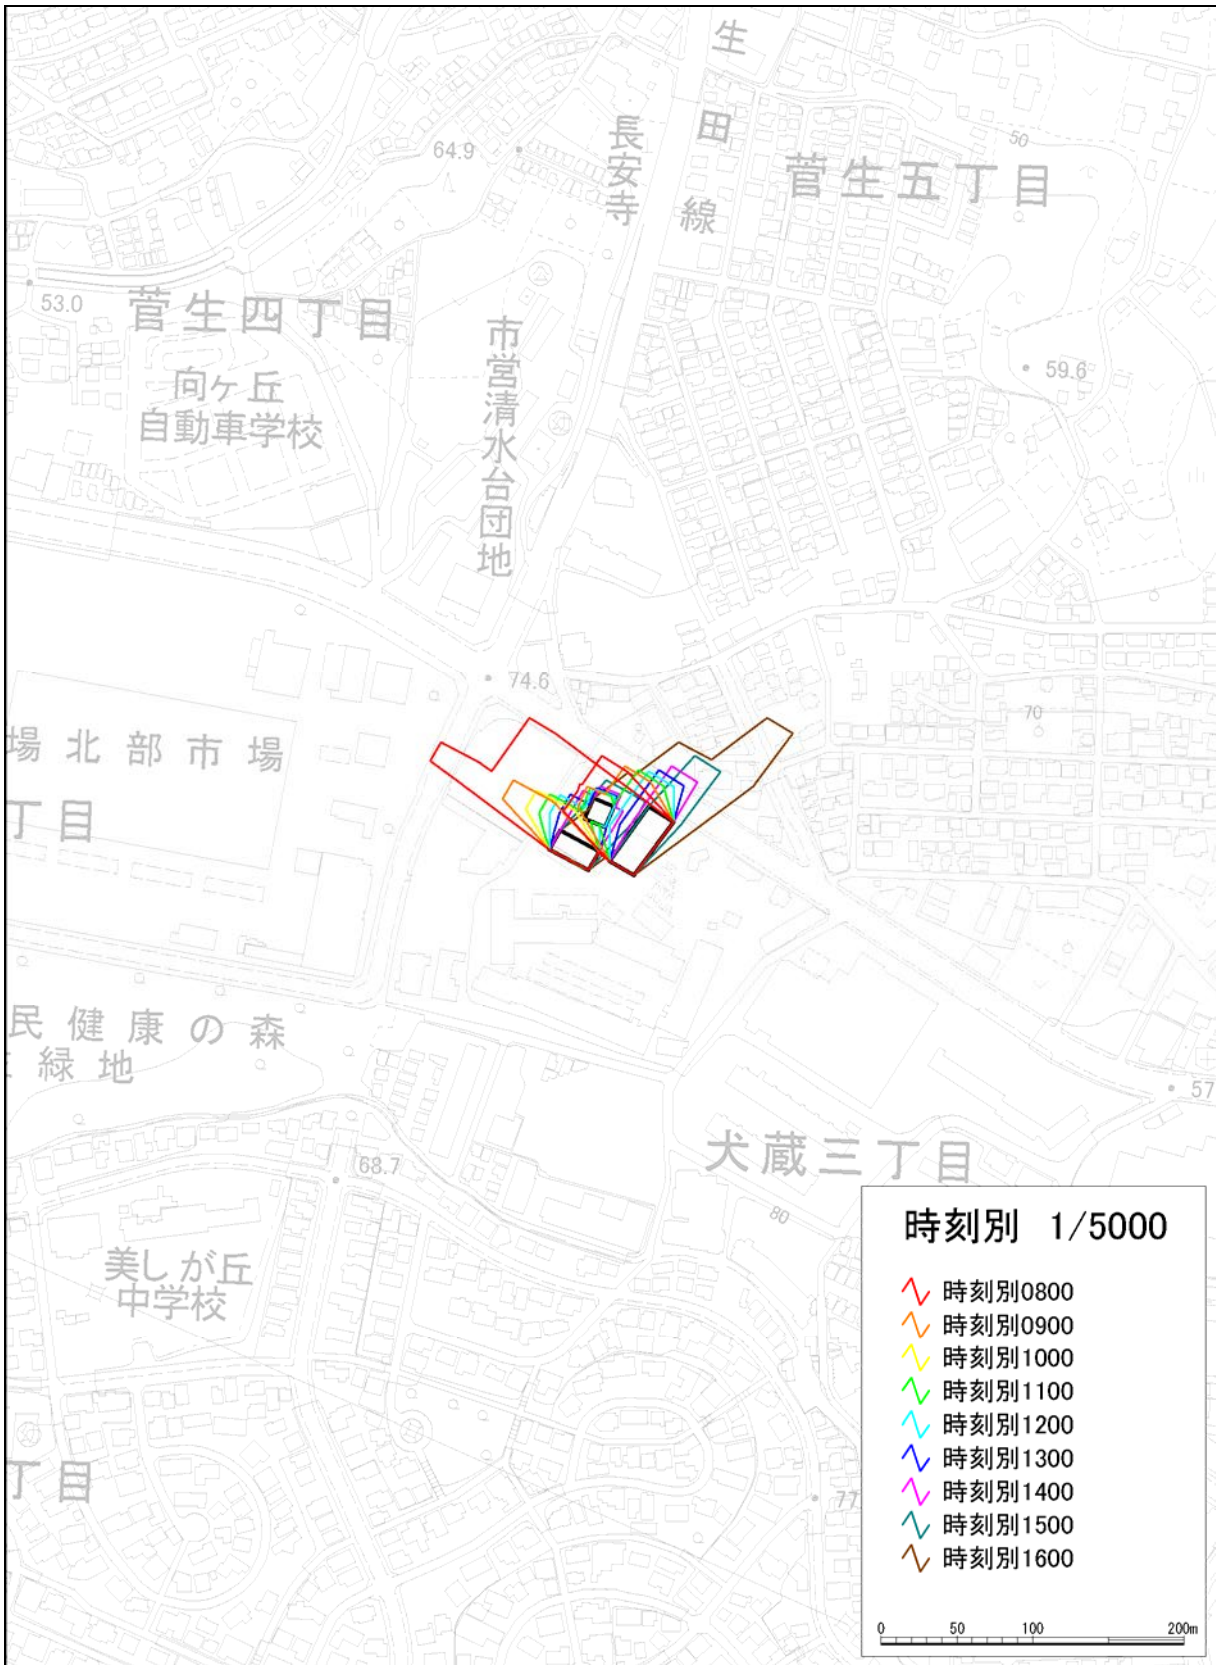 生田線
長安寺
64.9
50
菅生五丁目
53.0
菅生四丁目
向ヶ丘
自動車学校
市営清水台団地
59.6
74.6
70
場北部市場
丁目
民健康の森
緑地
57
犬蔵三丁目
68.7
80
美しが丘
中学校
丁目
77
時刻別 1/5000
時刻別0800
時刻別0900
時刻別1000
時刻別1100
時刻別1200
時刻別1300
時刻別1400
時刻別1500
時刻別1600
0 50 100 200m